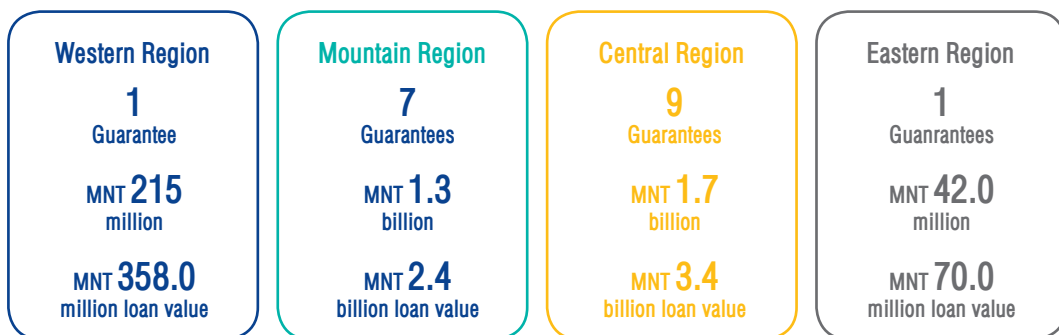 Western Region
1
Guarantee
MNT 215
million
MNT 358.0
million loan value
Mountain Region
7
Guarantees
MNT 1.3
billion
MNT 2.4
billion loan value
Central Region
9
Guarantees
MNT 1.7
billion
MNT 3.4
billion loan value
Eastern Region
1
Guanrantees
MNT 42.0
million
MNT 70.0
million loan value